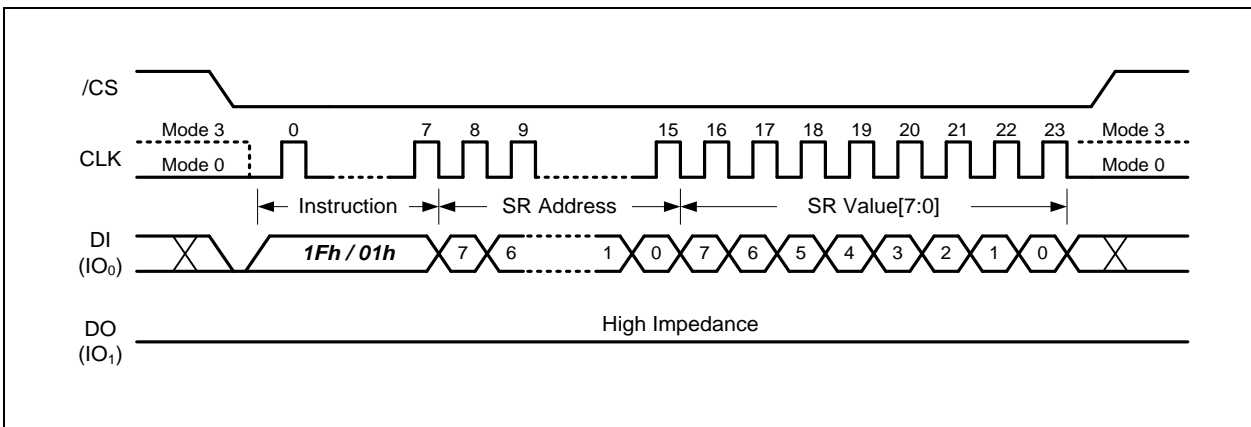 /CS
Mode 3 0 7 8 9 15 16 17 18 19 20 21 22 23 Mode 3
CLK
Mode 0 Mode 0
Instruction SR Address SR Value[7:0]
DI
(IO₀)
1Fh / 01h 7 6 1 0 7 6 5 4 3 2 1 0
High Impedance
DO
(IO₁)